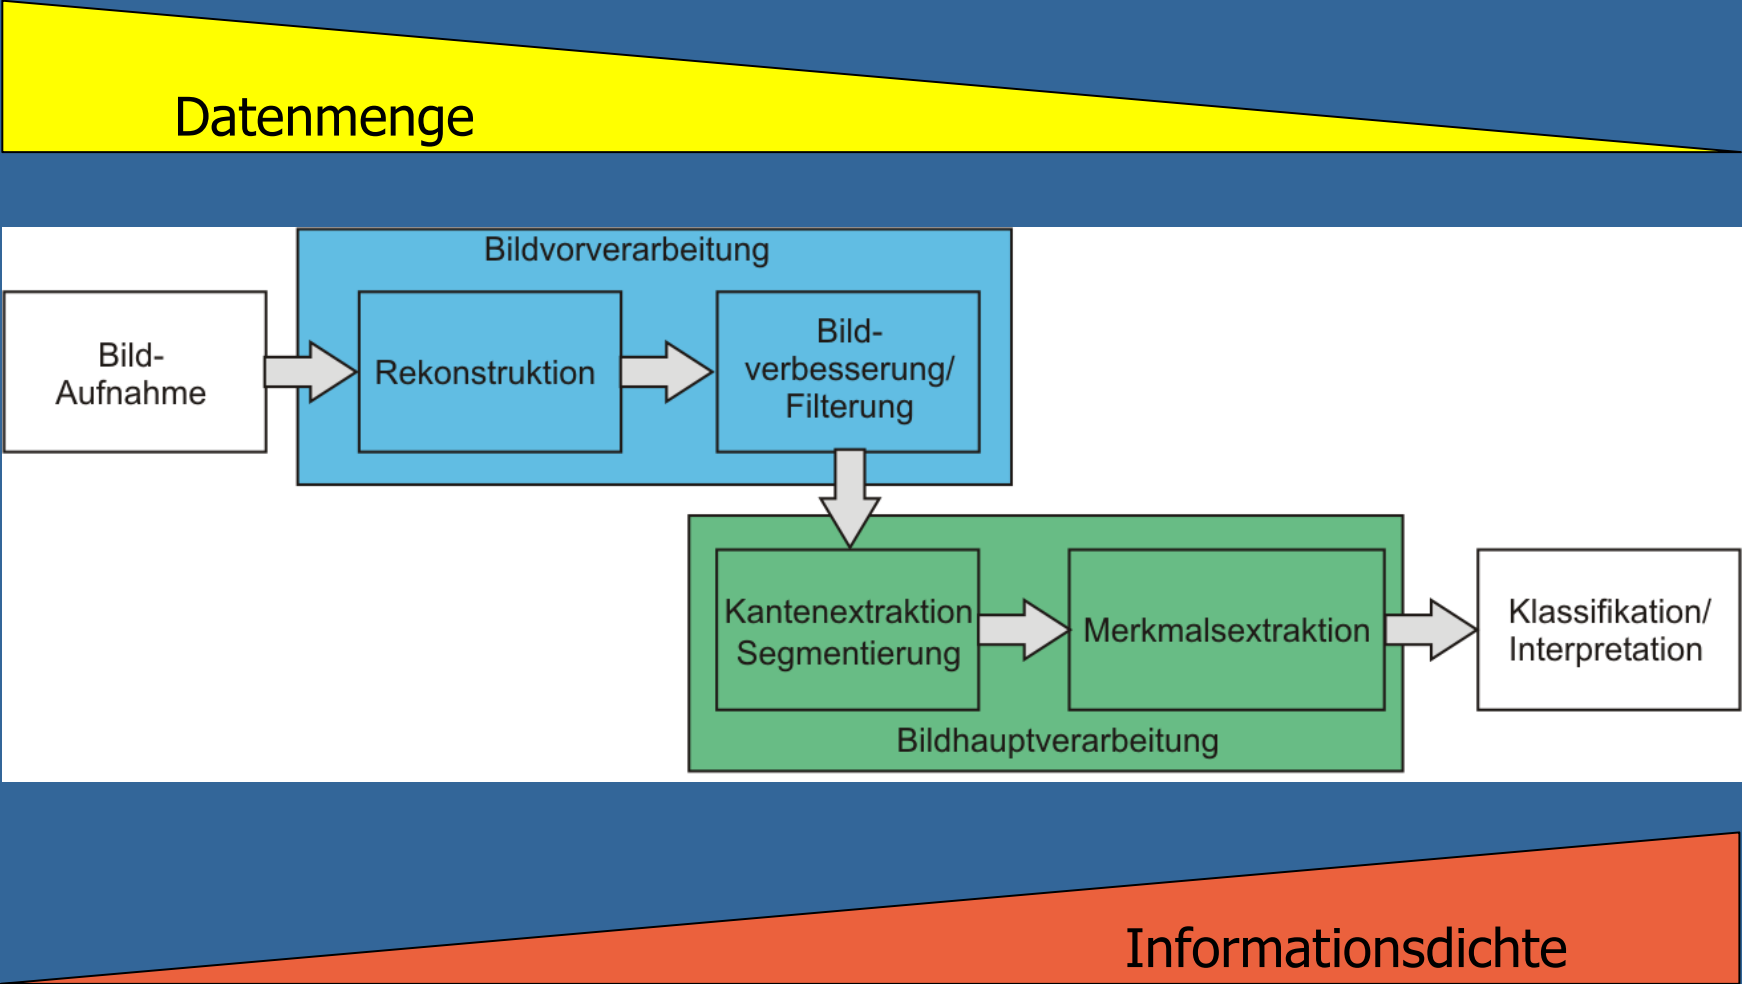 Datenmenge
Bildvorverarbeitung
Bild-
Aufnahme
Rekonstruktion
Bild-
verbesserung/
Filterung
Kantenextraktion
Segmentierung
Merkmalsextraktion
Klassifikation/
Interpretation
Bildhauptverarbeitung
Informationsdichte